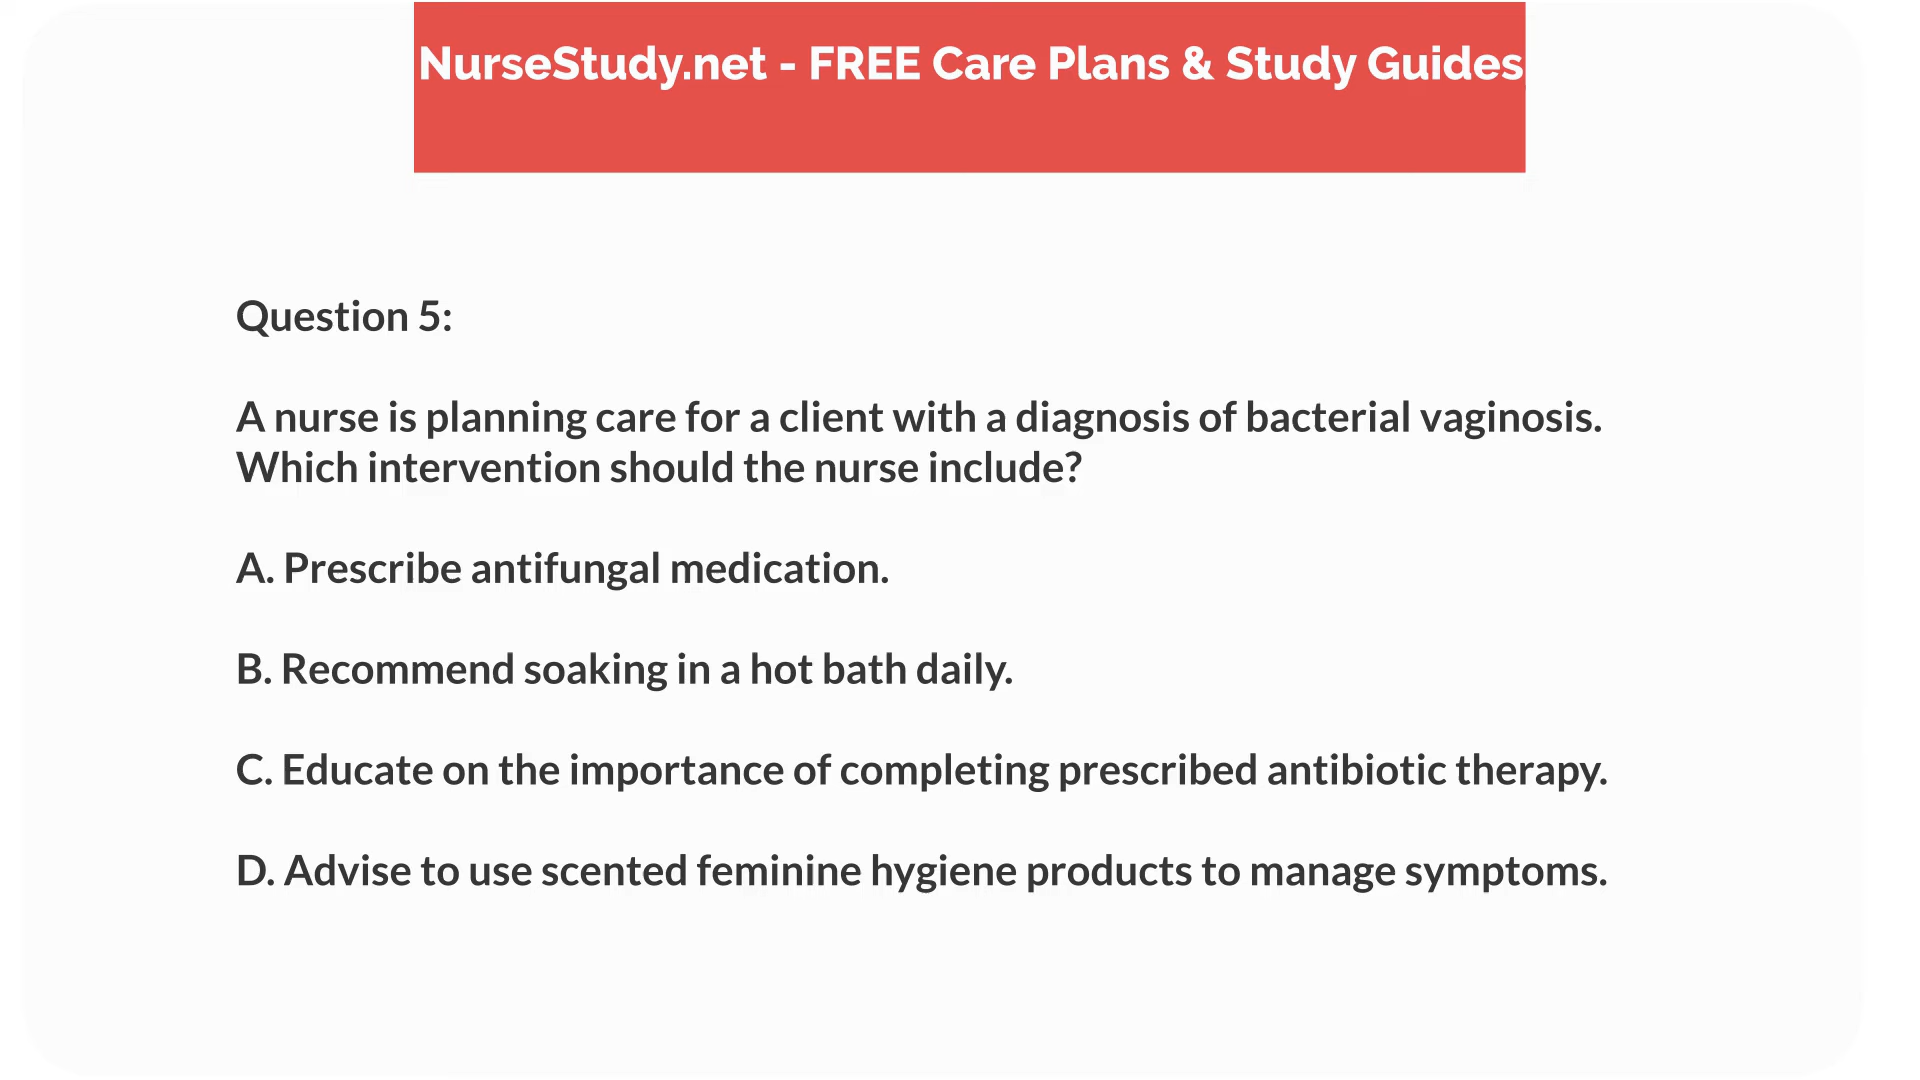 NurseStudy.net - FREE Care Plans & Study Guides
Question 5:
A nurse is planning care for a client with a diagnosis of bacterial vaginosis.
Which intervention should the nurse include?
A. Prescribe antifungal medication.
B. Recommend soaking in a hot bath daily.
C. Educate on the importance of completing prescribed antibiotic therapy.
D. Advise to use scented feminine hygiene products to manage symptoms.